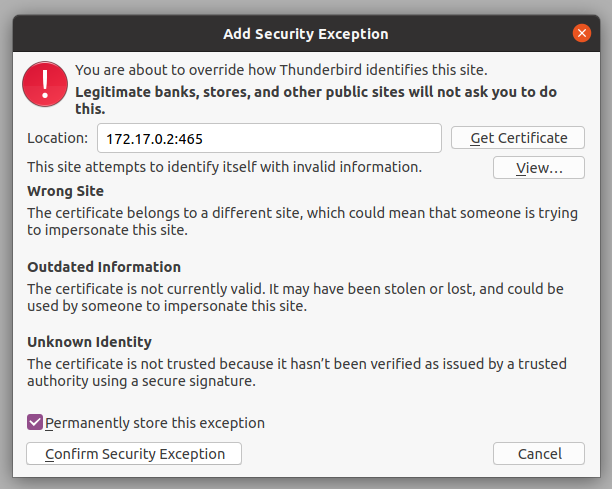 Add Security Exception
You are about to override how Thunderbird identifies this site.
Legitimate banks, stores, and other public sites will not ask you to do
this.
Location: 172.17.0.2:465 Get Certificate
This site attempts to identify itself with invalid information. View…
Wrong Site
The certificate belongs to a different site, which could mean that someone is trying
to impersonate this site.
Outdated Information
The certificate is not currently valid. It may have been stolen or lost, and could be
used by someone to impersonate this site.
Unknown Identity
The certificate is not trusted because it hasn’t been verified as issued by a trusted
authority using a secure signature.
Permanently store this exception
Confirm Security Exception Cancel